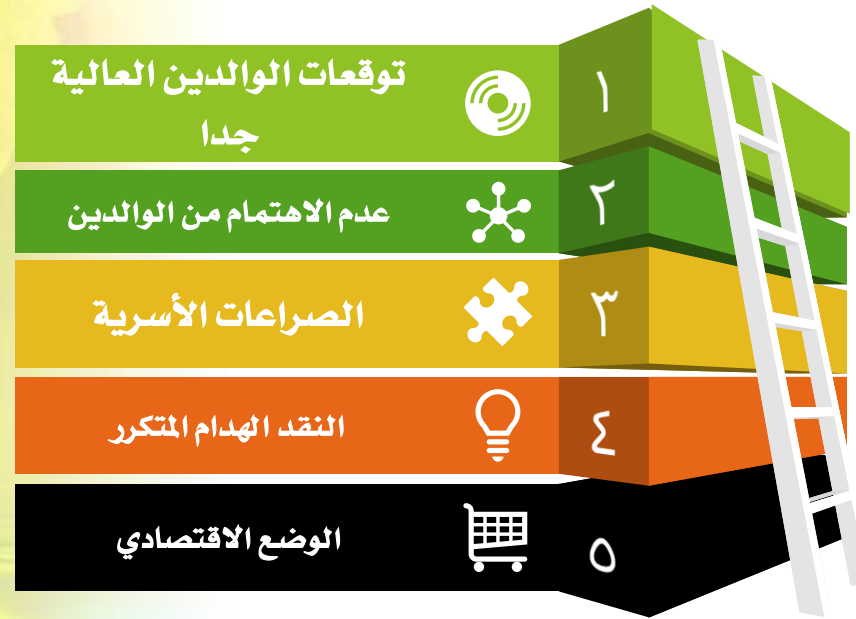 توقعات الوالدين العالية
جدا
١
عدم الاهتمام من الوالدين
٢
الصراعات الأسرية
٣
النقد الهدام المتكرر
٤
الوضع الاقتصادي
٥